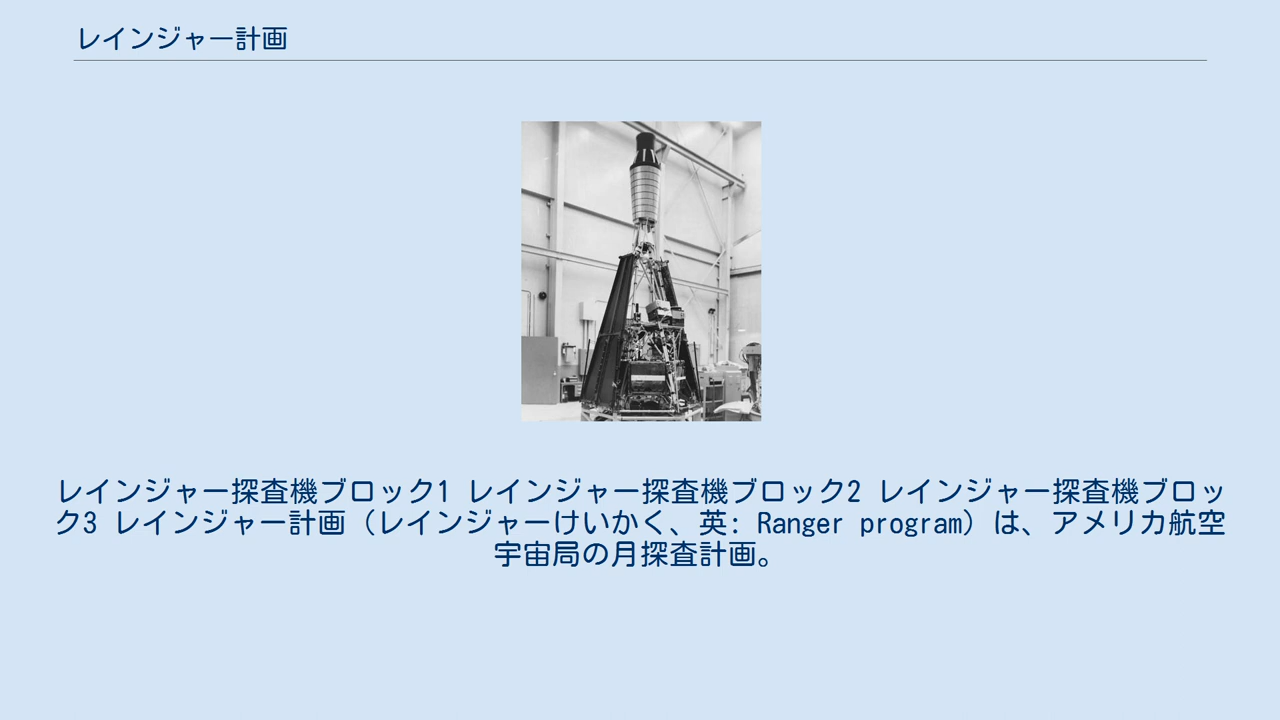 レインジャー計画
レインジャー探査機ブロック1 レインジャー探査機ブロック2 レインジャー探査機ブロッ
ク3 レインジャー計画（レインジャーけいかく、英: Ranger program）は、アメリカ航空
宇宙局の月探査計画。